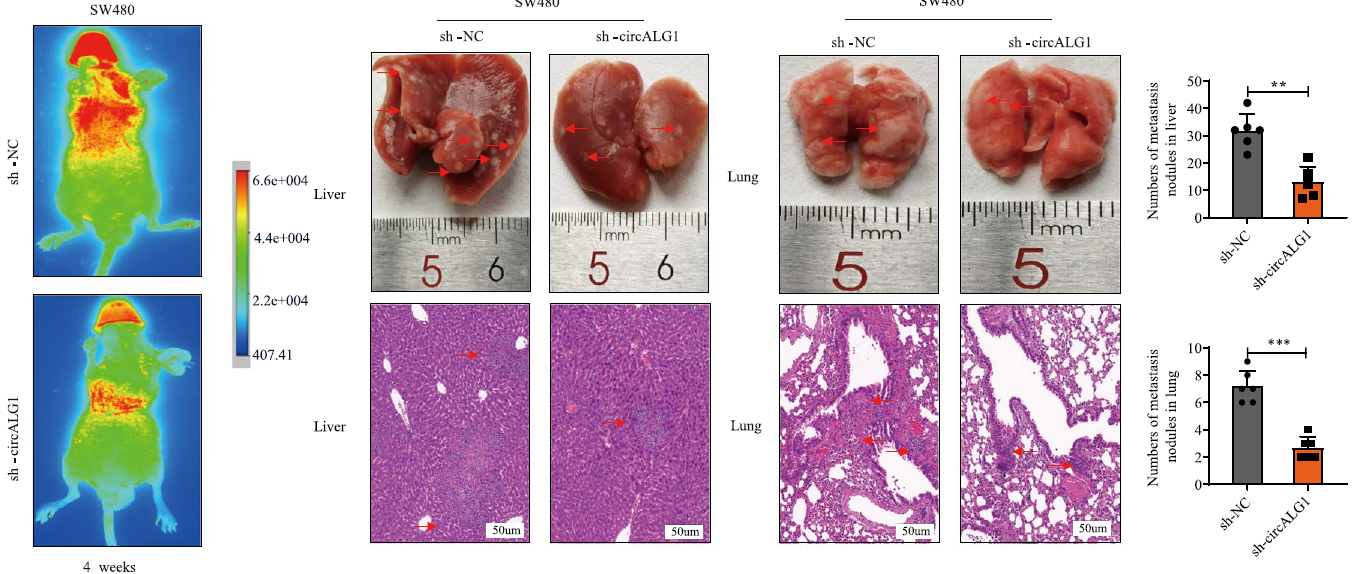 SW480
sh-NC
sh-circALG1
4 weeks
6.6e+004
4.4e+004
2.2e+004
407.41
SW480
sh-NC
sh-circALG1
Liver
mm
5 6
mm
5 6
Liver
50um
50um
SW480
sh-NC
sh-circALG1
Lung
mm
5
mm
5
Lung
50um
50um
Numbers of metastasis
nodules in liver
50
40
30
20
10
0
**
sh-NC
sh-circALG1
Numbers of metastasis
nodules in lung
10
8
6
4
2
0
***
sh-NC
sh-circALG1